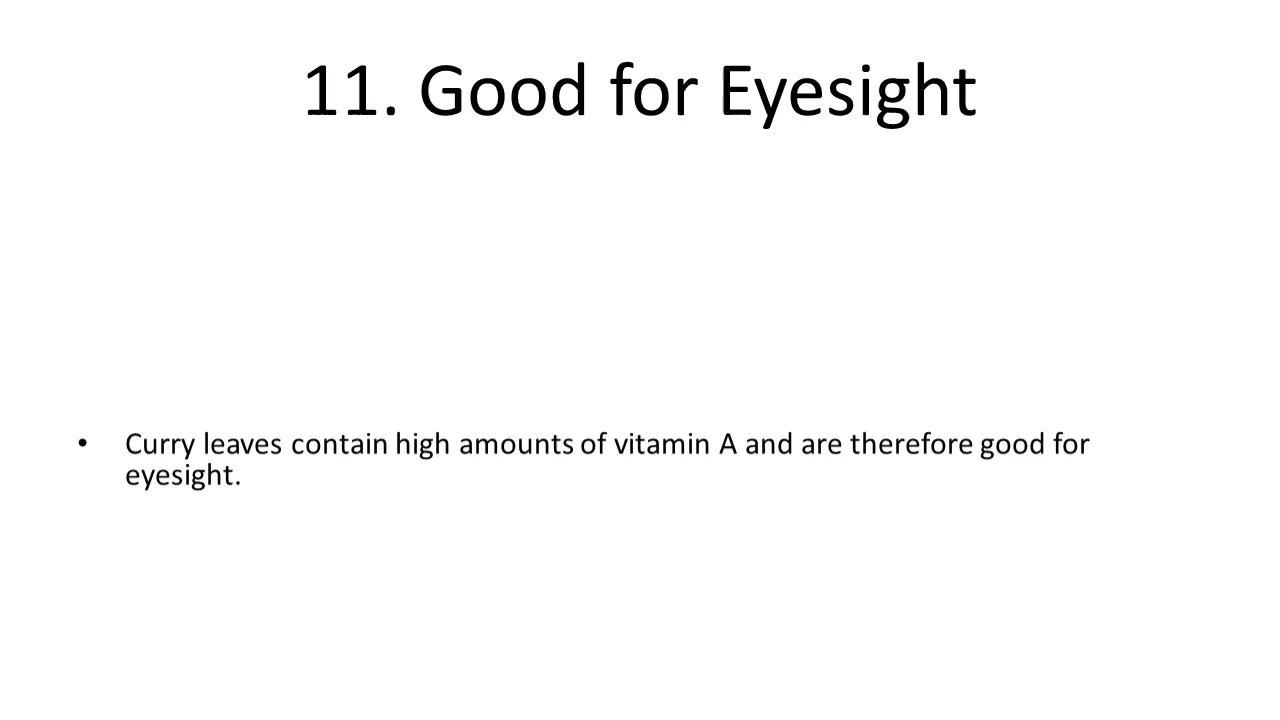 11. Good for Eyesight
• Curry leaves contain high amounts of vitamin A and are therefore good for
eyesight.